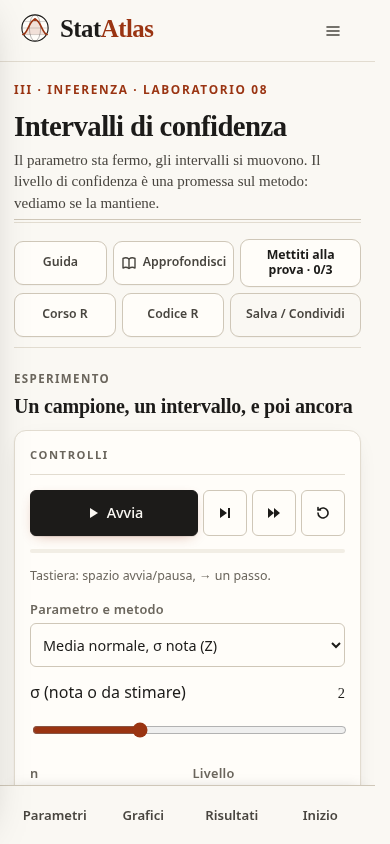 StatAtlas
III · INFERENZA · LABORATORIO 08
Intervalli di confidenza
Il parametro sta fermo, gli intervalli si muovono. Il
livello di confidenza è una promessa sul metodo:
vediamo se la mantiene.
Guida
Approfondisci
Mettiti alla
prova · 0/3
Corso R
Codice R
Salva / Condividi
ESPERIMENTO
Un campione, un intervallo, e poi ancora
CONTROLLI
Avvia
Tastiera: spazio avvia/pausa, → un passo.
Parametro e metodo
Media normale, σ nota (Z)
σ (nota o da stimare) 2
n Livello
Parametri Grafici Risultati Inizio